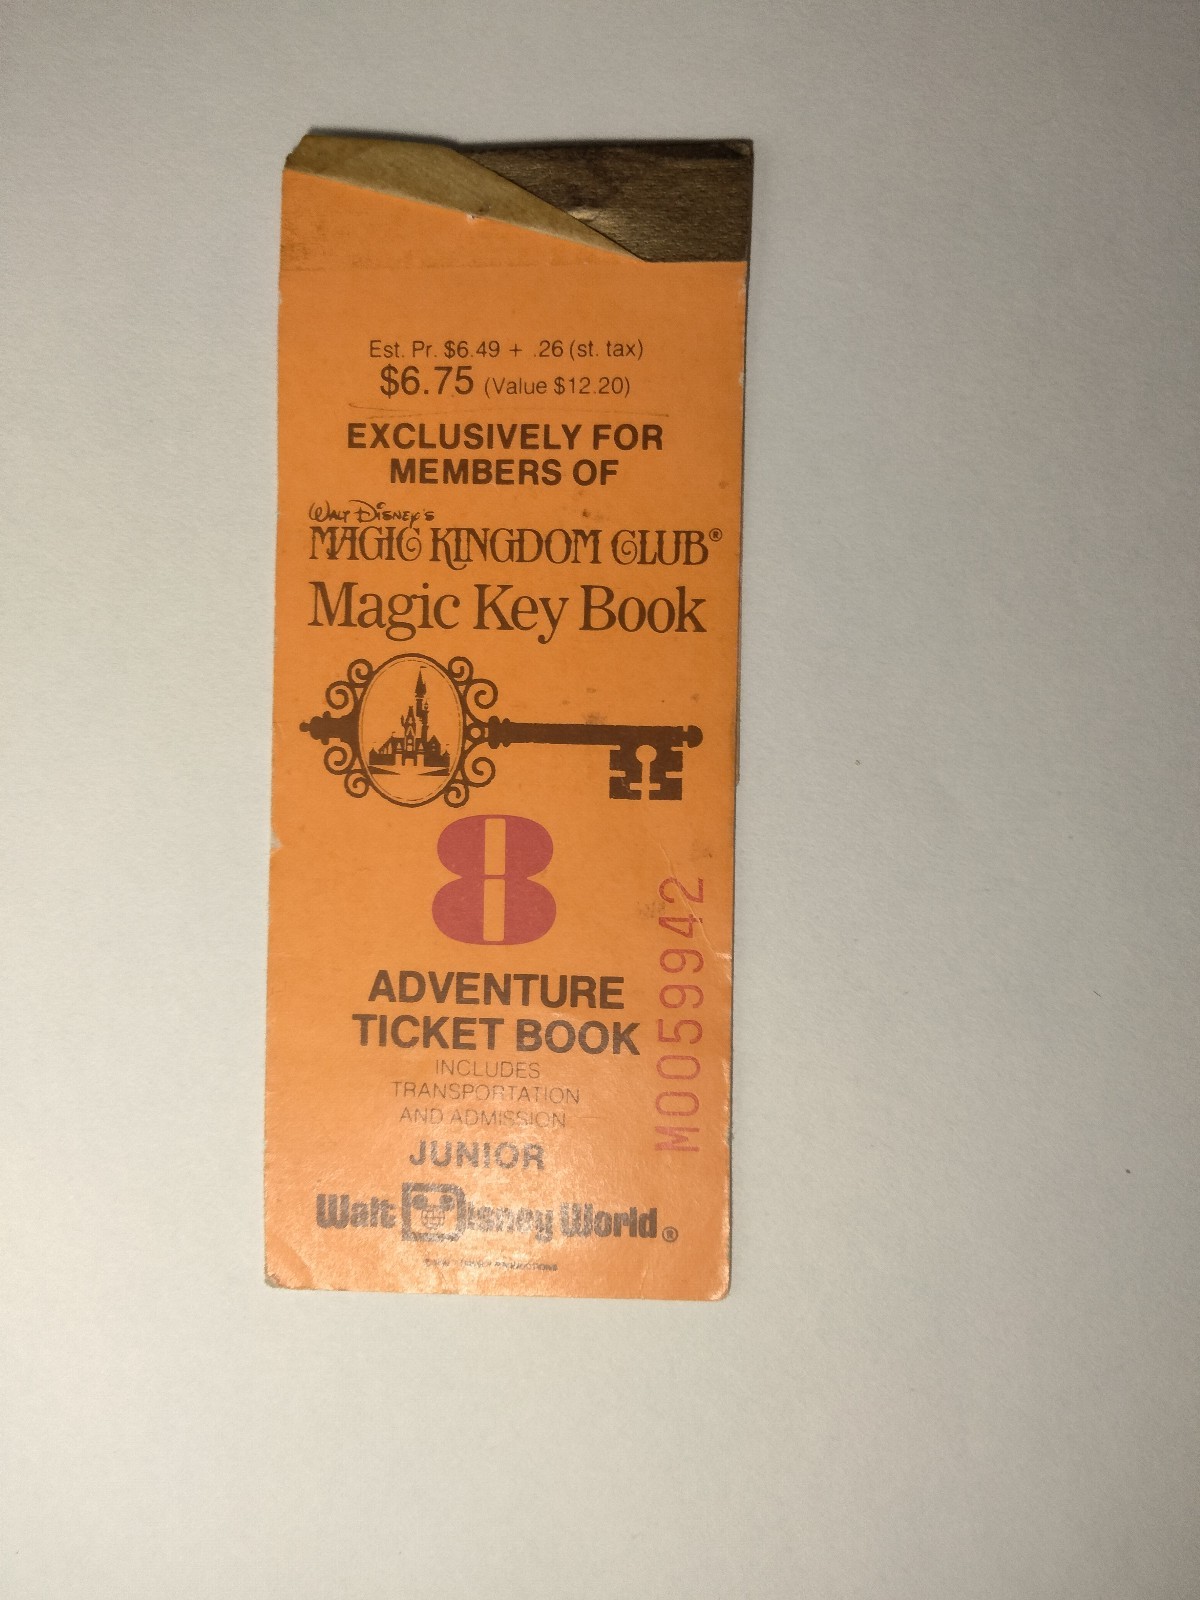 Est. Pr. $6.49 + .26 (st. tax)
$6.75 (Value $12.20)
EXCLUSIVELY FOR
MEMBERS OF
Walt Disney's
MAGIC KINGDOM CLUB®
Magic Key Book
8
ADVENTURE
TICKET BOOK
INCLUDES
TRANSPORTATION
AND ADMISSION
JUNIOR
Walt Disney World®
M0059942